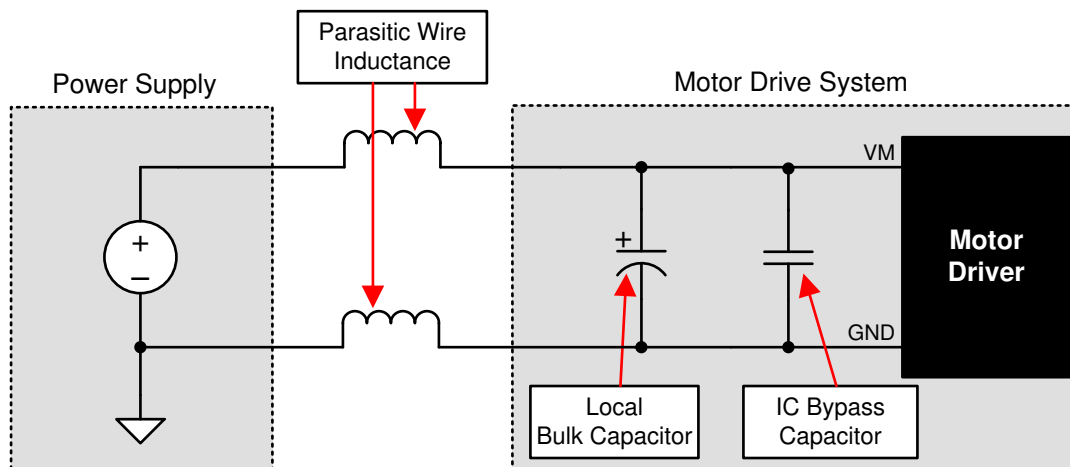 Parasitic Wire
Inductance
Power Supply
Motor Drive System
VM
+
+
−
Motor
Driver
GND
Local
Bulk Capacitor
IC Bypass
Capacitor